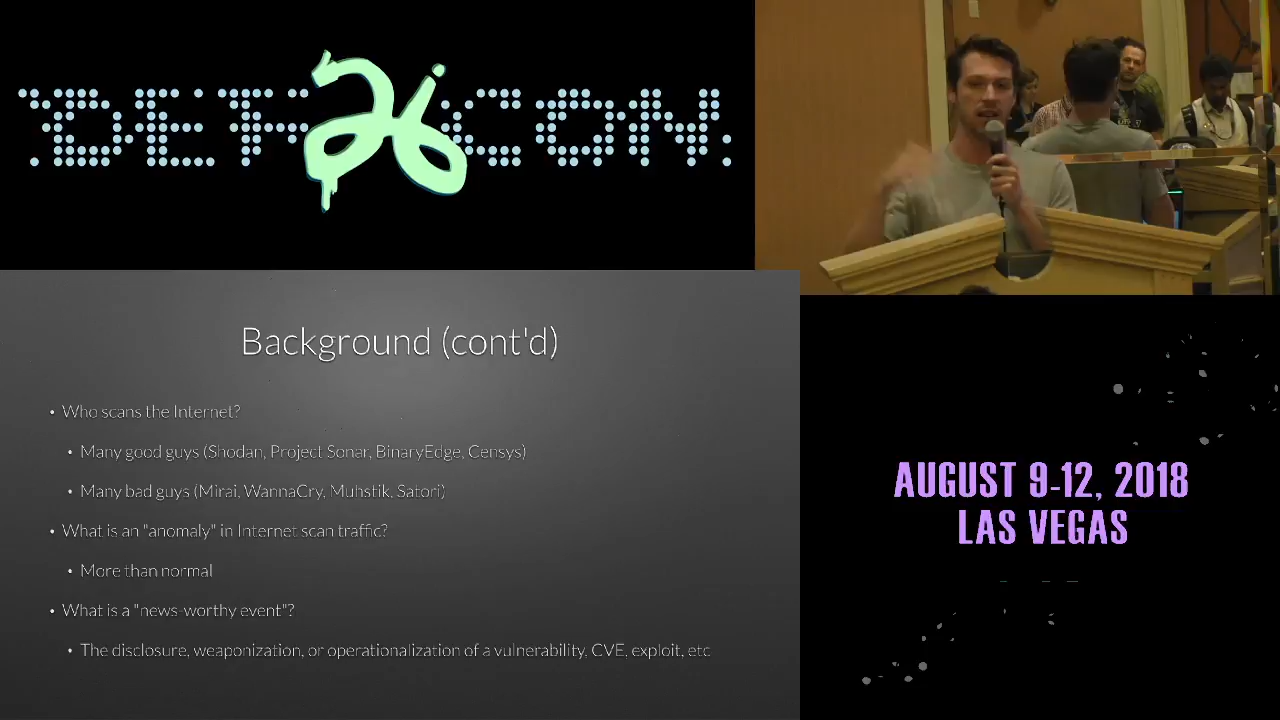 DEF 26 CON
Background (cont'd)
• Who scans the Internet?
• Many good guys (Shodan, Project Sonar, BinaryEdge, Censys)
• Many bad guys (Mirai, WannaCry, Muhstik, Satori)
• What is an "anomaly" in Internet scan traffic?
• More than normal
• What is a "news-worthy event"?
• The disclosure, weaponization, or operationalization of a vulnerability, CVE, exploit, etc
AUGUST 9-12, 2018
LAS VEGAS